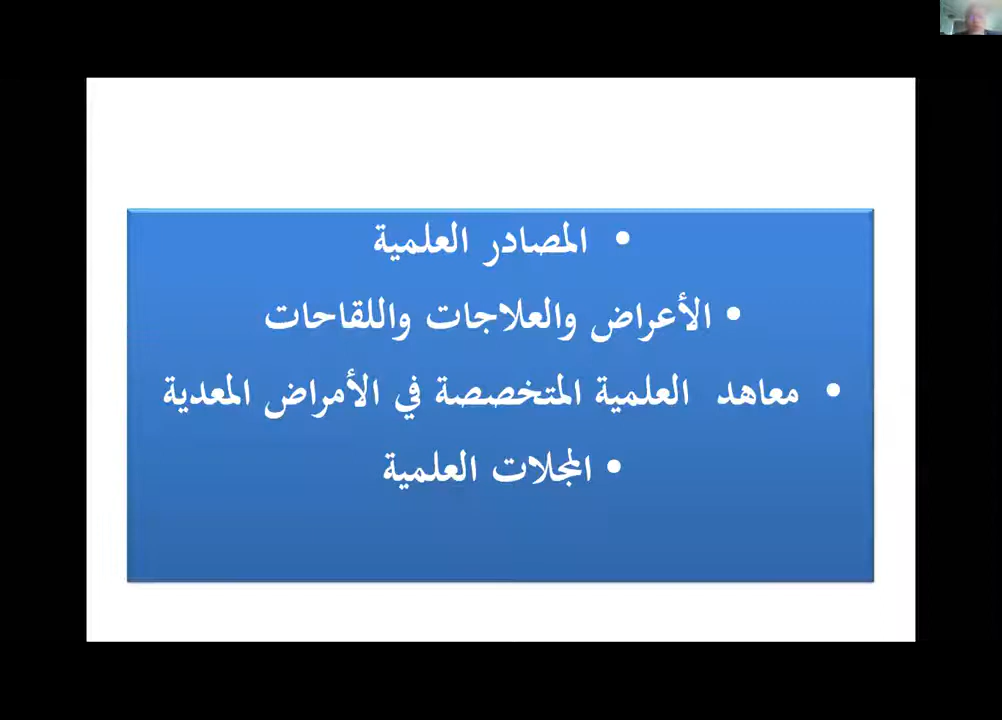 • المصادر العلمية
• الأعراض والعلاجات واللقاحات
• معاهد العلمية المتخصصة في الأمراض المعدية
• المجلات العلمية